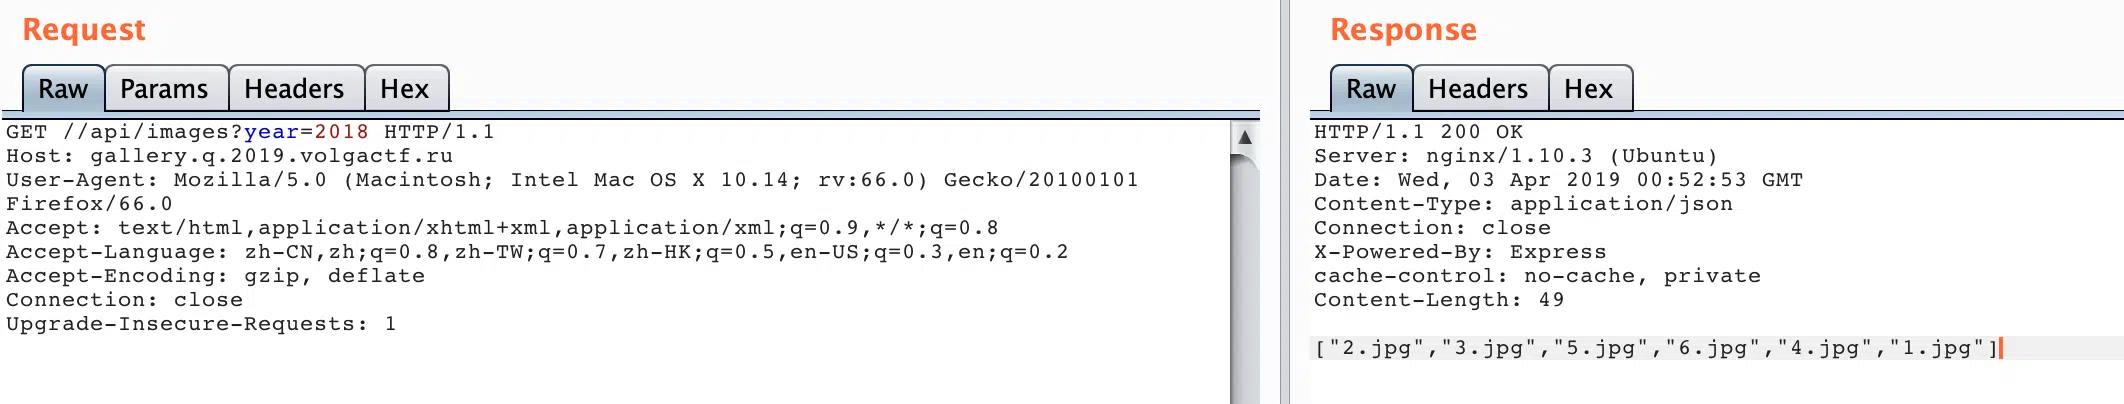 Request
Raw Params Headers Hex
GET //api/images?year=2018 HTTP/1.1
Host: gallery.q.2019.volgactf.ru
User-Agent: Mozilla/5.0 (Macintosh; Intel Mac OS X 10.14; rv:66.0) Gecko/20100101
Firefox/66.0
Accept: text/html,application/xhtml+xml,application/xml;q=0.9,*/*;q=0.8
Accept-Language: zh-CN,zh;q=0.8,zh-TW;q=0.7,zh-HK;q=0.5,en-US;q=0.3,en;q=0.2
Accept-Encoding: gzip, deflate
Connection: close
Upgrade-Insecure-Requests: 1
Response
Raw Headers Hex
HTTP/1.1 200 OK
Server: nginx/1.10.3 (Ubuntu)
Date: Wed, 03 Apr 2019 00:52:53 GMT
Content-Type: application/json
Connection: close
X-Powered-By: Express
cache-control: no-cache, private
Content-Length: 49
["2.jpg","3.jpg","5.jpg","6.jpg","4.jpg","1.jpg"]